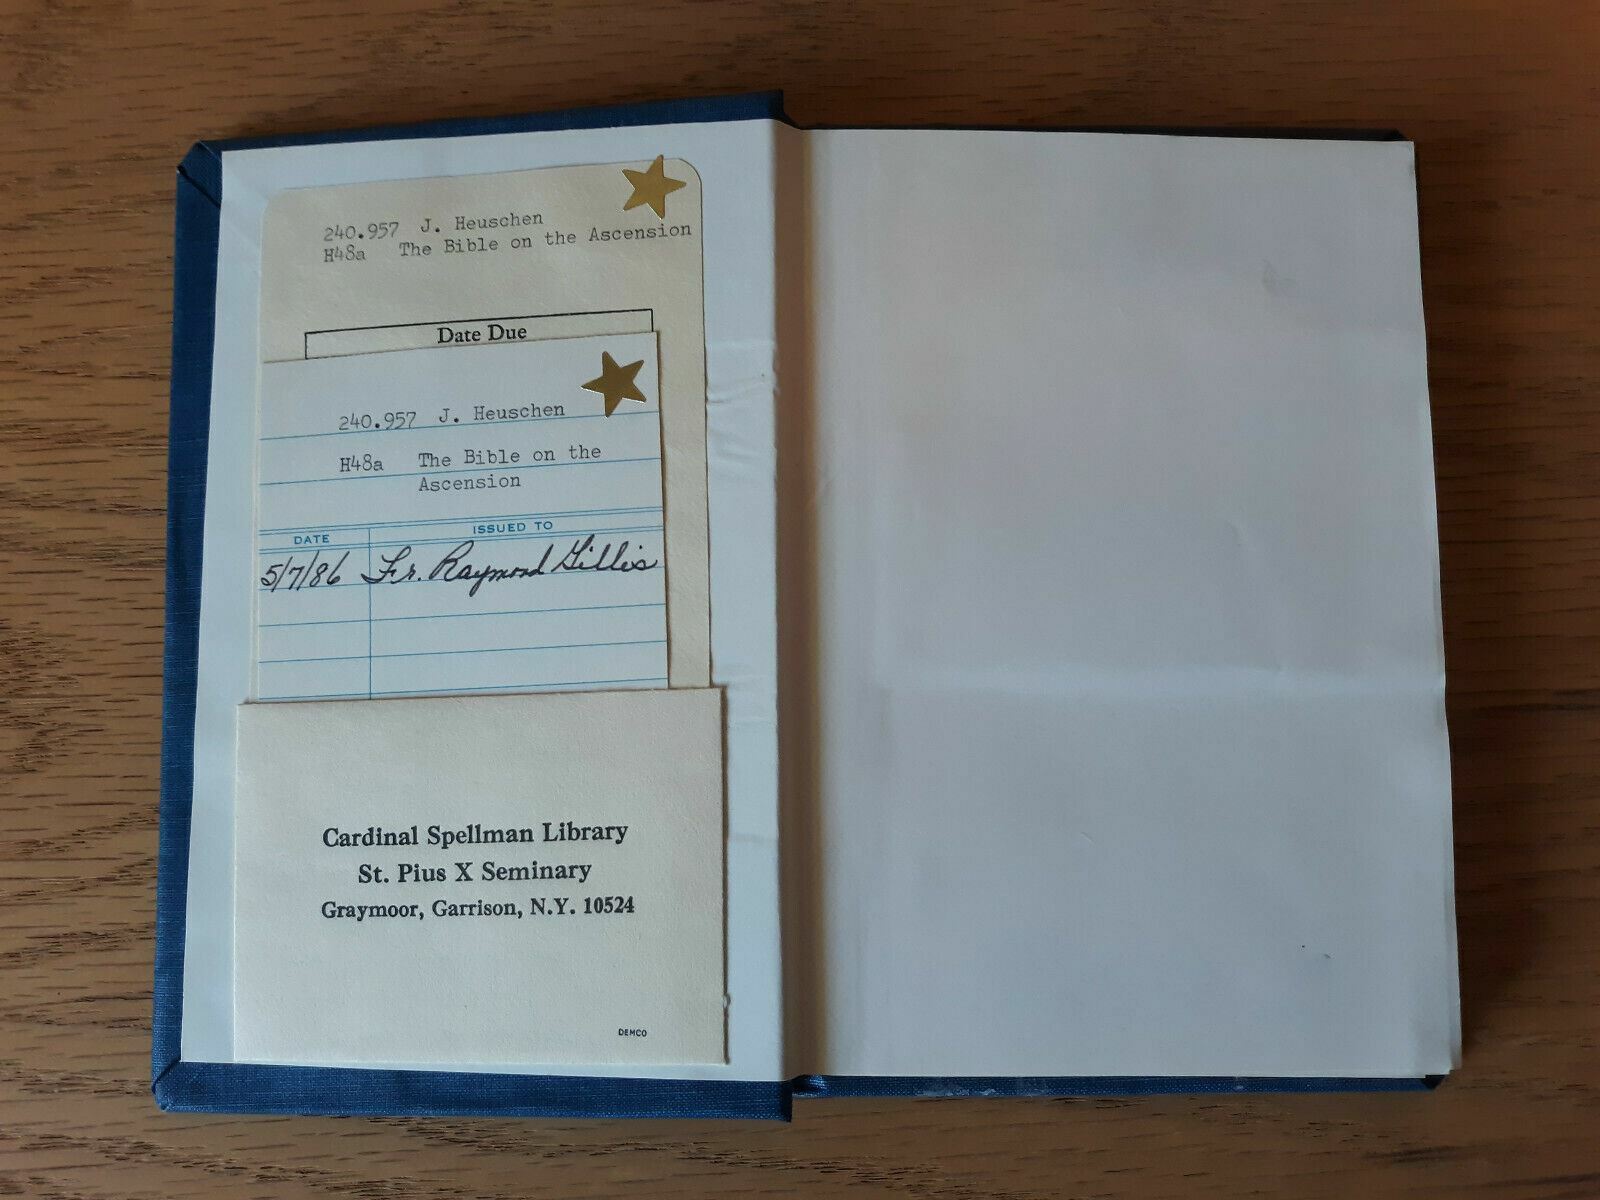 240.957 J. Heuschen
H48a The Bible on the Ascension
Date Due
240.957 J. Heuschen
H48a The Bible on the
Ascension
DATE ISSUED TO
5/7/86 Fr. Raymond Gillis
Cardinal Spellman Library
St. Pius X Seminary
Graymoor, Garrison, N.Y. 10524
DEMCO